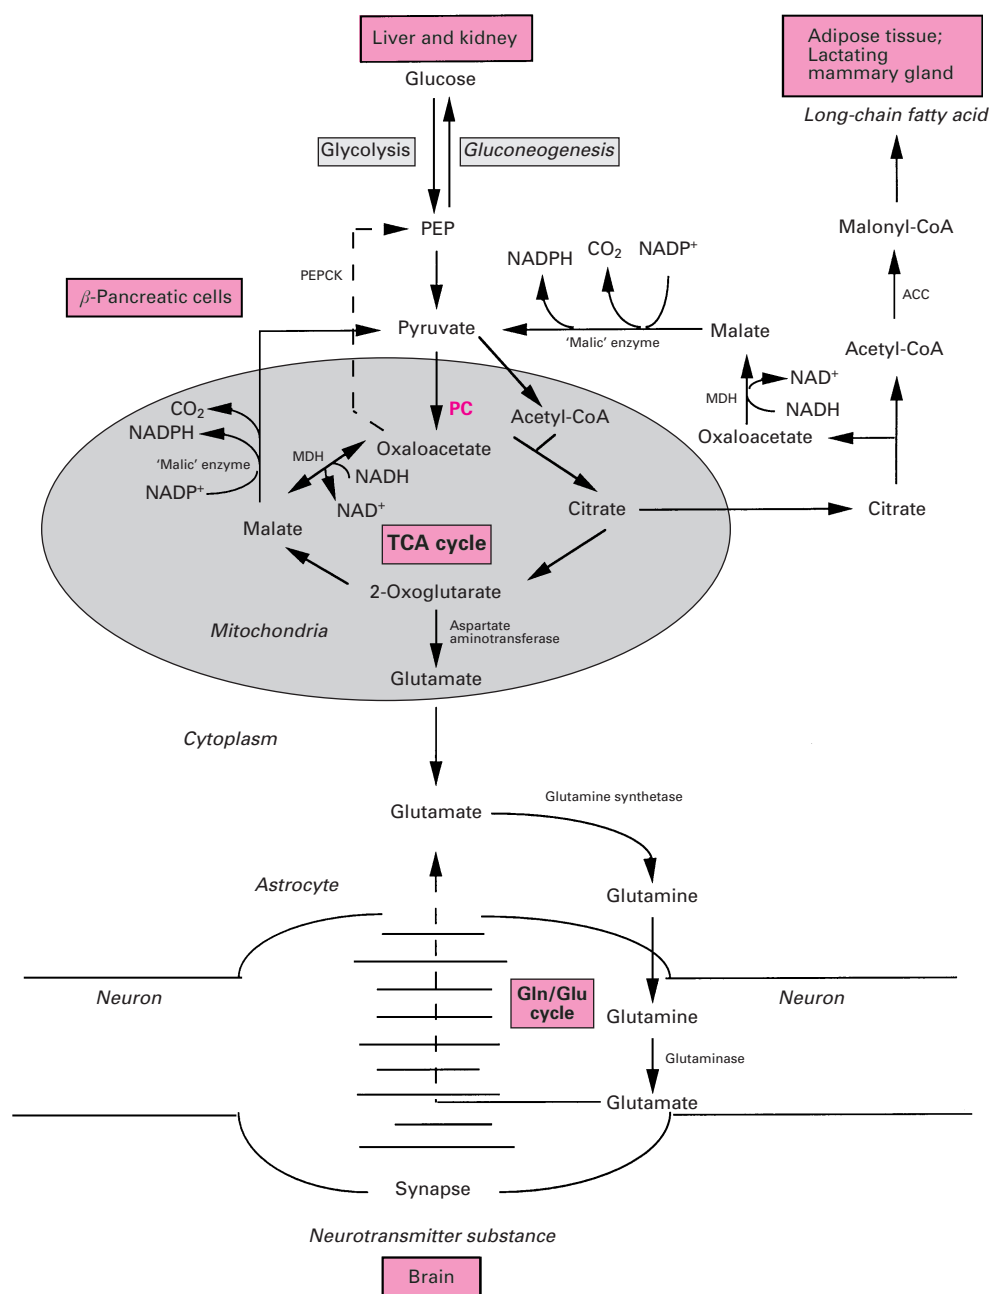 Liver and kidney
Glucose
Glycolysis
Gluconeogenesis
PEP
PEPCK
β-Pancreatic cells
Pyruvate
Adipose tissue;
Lactating
mammary gland
Long-chain fatty acid
Malonyl-CoA
ACC
Acetyl-CoA
NADPH
CO2
NADP+
'Malic' enzyme
Malate
MDH
NAD+
NADH
Oxaloacetate
Citrate
PC
Acetyl-CoA
Oxaloacetate
CO2
NADPH
'Malic' enzyme
NADP+
MDH
NADH
NAD+
Malate
Citrate
TCA cycle
2-Oxoglutarate
Mitochondria
Aspartate
aminotransferase
Glutamate
Cytoplasm
Glutamate
Glutamine synthetase
Astrocyte
Glutamine
Neuron
Gln/Glu
cycle
Neuron
Glutamine
Glutaminase
Glutamate
Synapse
Neurotransmitter substance
Brain